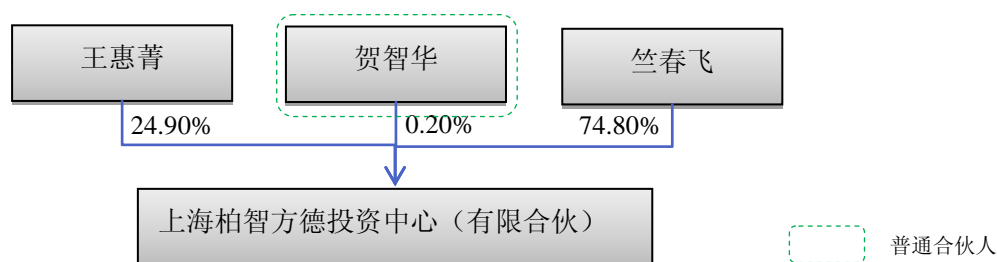 王惠菁
贺智华
竺春飞
24.90%
0.20%
74.80%
上海柏智方德投资中心（有限合伙）
普通合伙人